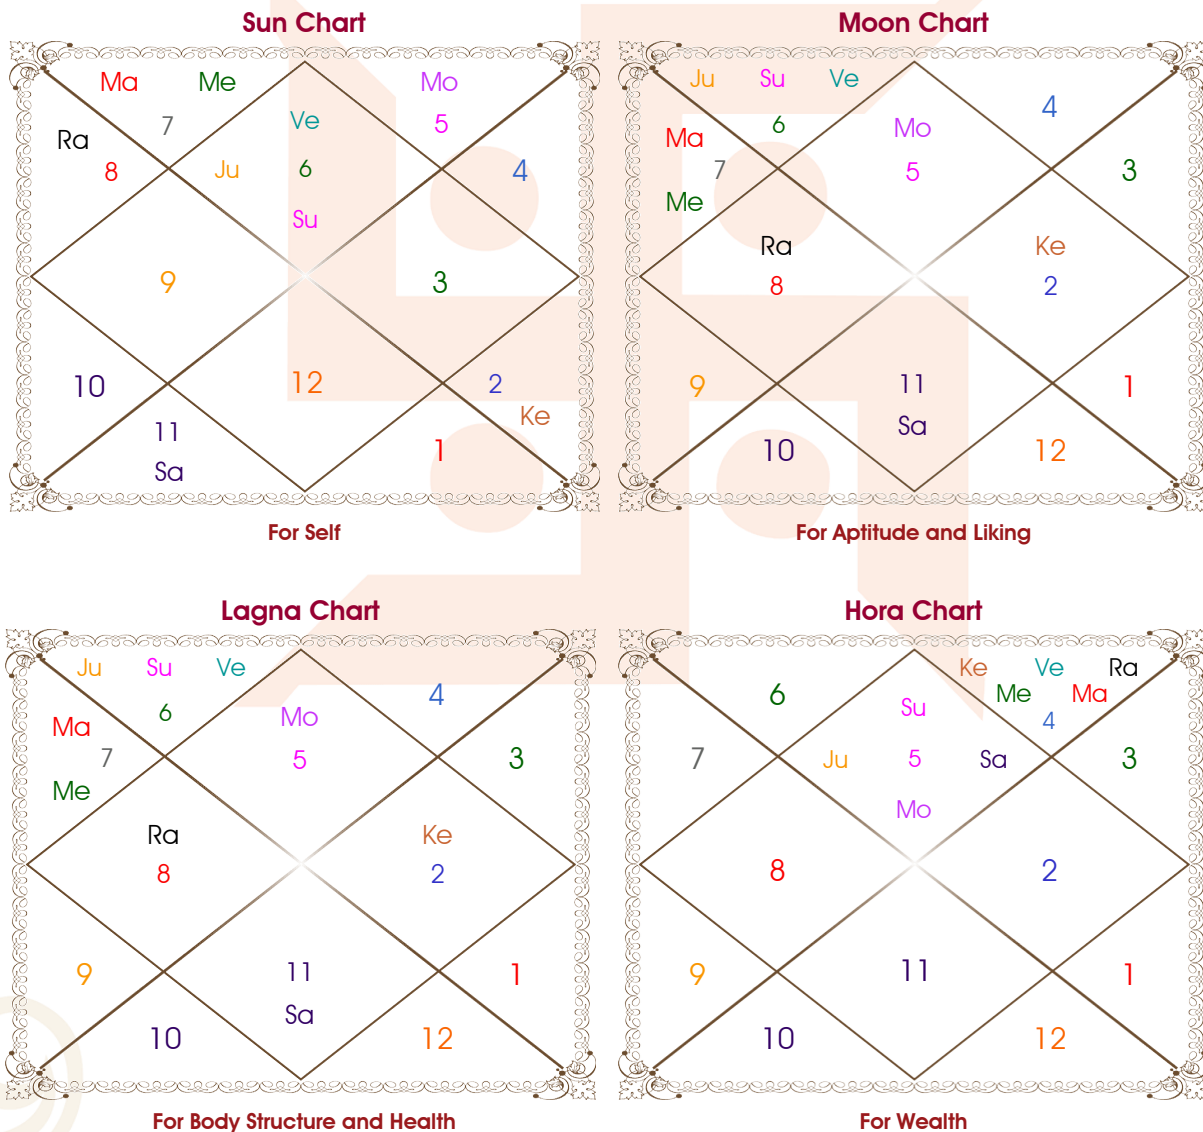 Sun Chart
Ma Me Mo
Ve
7 5
Ra
8 Ju 6 4
Su
9 3
10 12 2
Ke
11 1
Sa
For Self
Moon Chart
Ju Su Ve
4
6 Mo
Ma
7 5 3
Me
Ra Ke
8 2
9 11 1
Sa
10 12
For Aptitude and Liking
Lagna Chart
Ju Su Ve
4
6 Mo
Ma
7 5 3
Me
Ra Ke
8 2
9 11 1
Sa
10 12
For Body Structure and Health
Hora Chart
Ke Ve Ra
6 Me Ma
Su 4
7 Ju 5 Sa 3
Mo
8 2
9 11 1
10 12
For Wealth